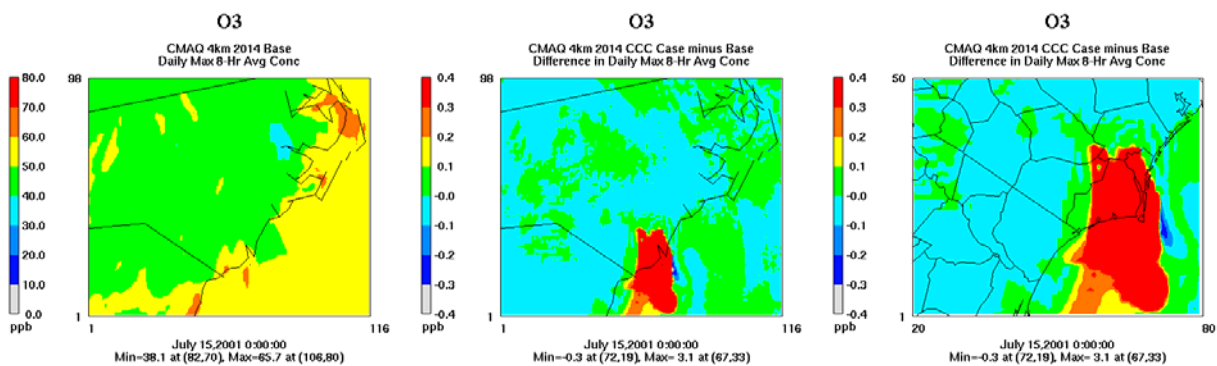 O3
CMAQ 4km 2014 Base
Daily Max 8-Hr Avg Conc
80.0
70.0
60.0
50.0
40.0
30.0
20.0
10.0
0.0
ppb
98
1
1
116
July 15,2001 0:00:00
Min=38.1 at (82,70), Max=65.7 at (106,80)
O3
CMAQ 4km 2014 CCC Case minus Base
Difference in Daily Max 8-Hr Avg Conc
0.4
0.3
0.2
0.1
-0.0
-0.1
-0.2
-0.3
-0.4
ppb
98
1
1
116
July 15,2001 0:00:00
Min=-0.3 at (72,19), Max= 3.1 at (67,33)
O3
CMAQ 4km 2014 CCC Case minus Base
Difference in Daily Max 8-Hr Avg Conc
0.4
0.3
0.2
0.1
-0.0
-0.1
-0.2
-0.3
-0.4
ppb
50
1
20
80
July 15,2001 0:00:00
Min=-0.3 at (72,19), Max= 3.1 at (67,33)